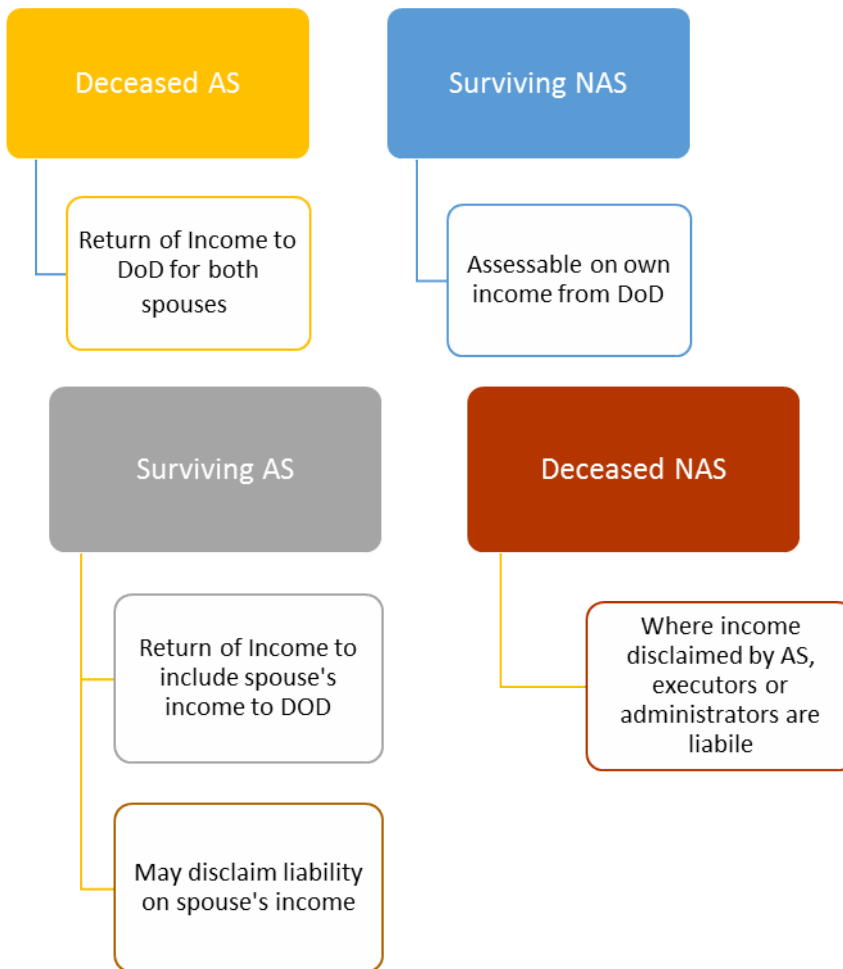 Deceased AS
Surviving NAS
Return of Income to
DoD for both
spouses
Assessable on own
income from DoD
Surviving AS
Deceased NAS
Return of Income to
include spouse's
income to DOD
Where income
disclaimed by AS,
executors or
administrators are
liabile
May disclaim liability
on spouse's income